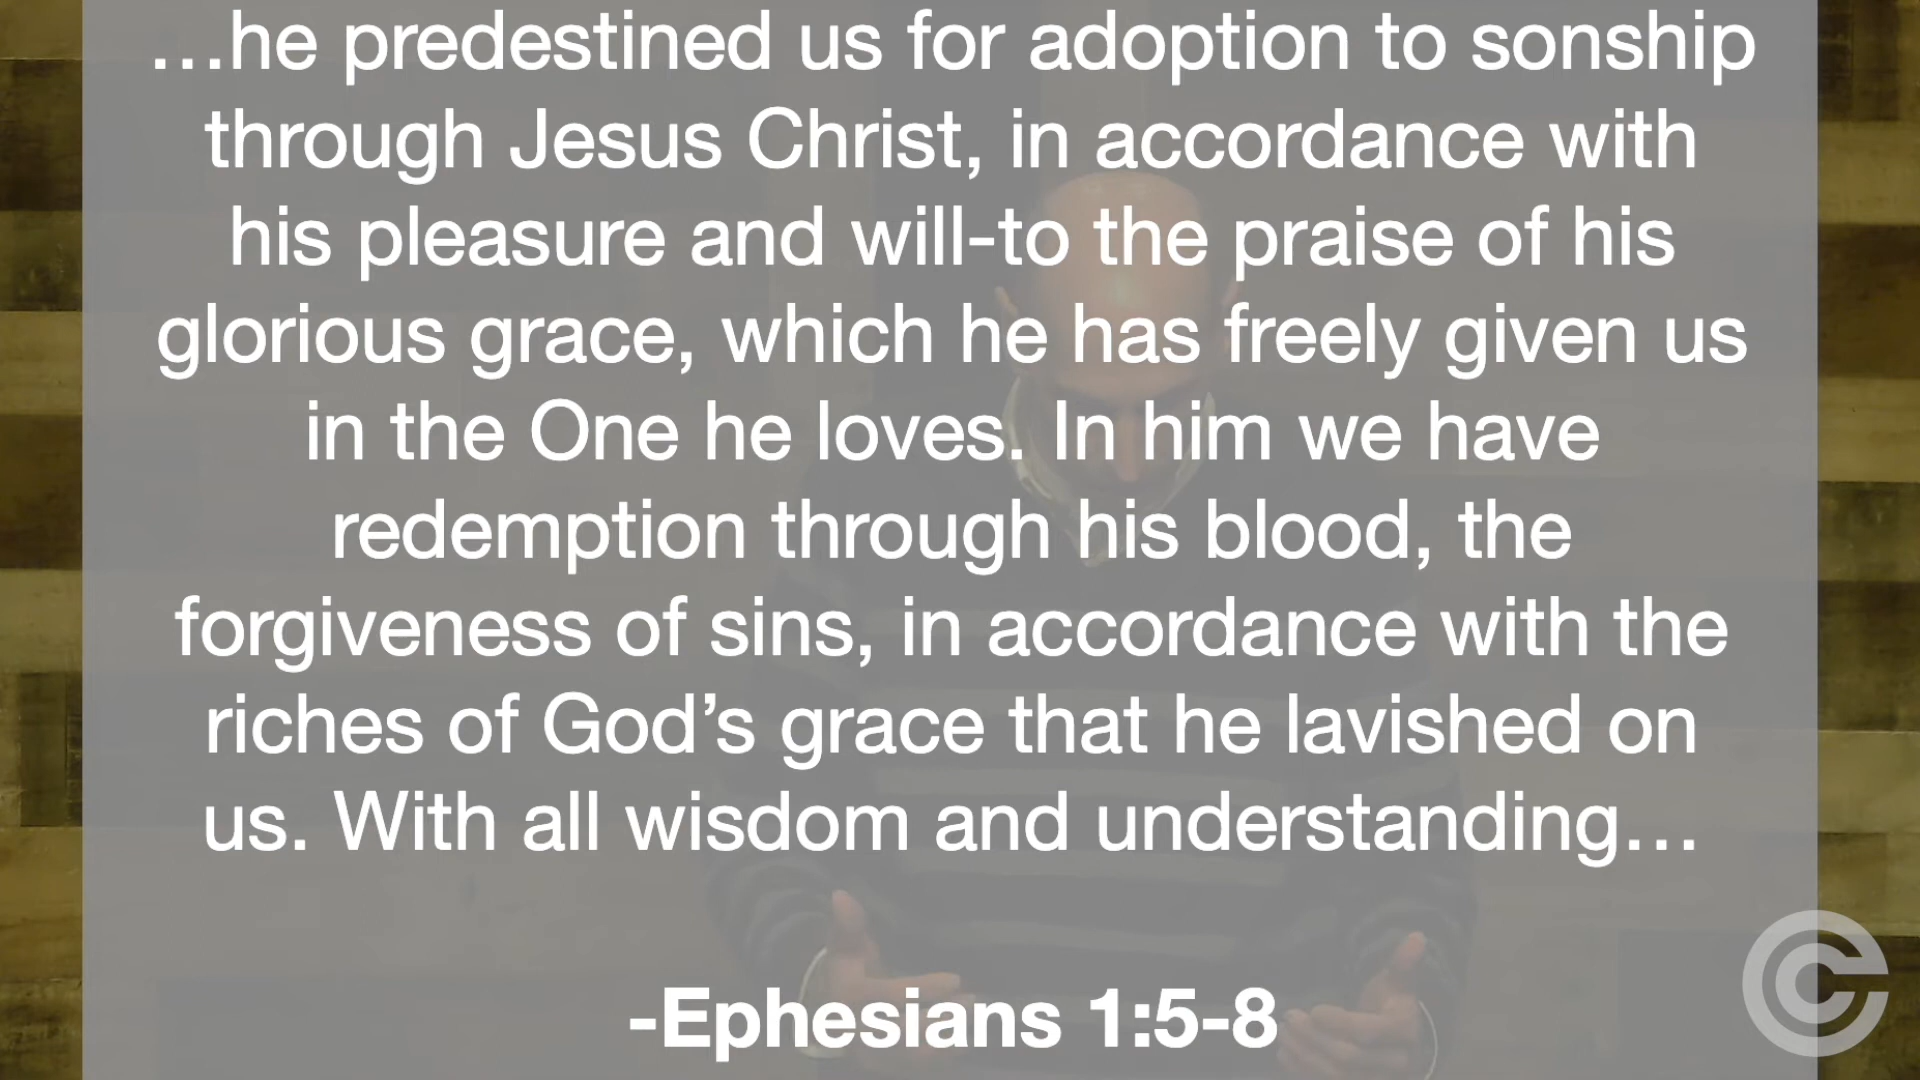 …he predestined us for adoption to sonship
through Jesus Christ, in accordance with
his pleasure and will-to the praise of his
glorious grace, which he has freely given us
in the One he loves. In him we have
redemption through his blood, the
forgiveness of sins, in accordance with the
riches of God’s grace that he lavished on
us. With all wisdom and understanding…
-Ephesians 1:5-8